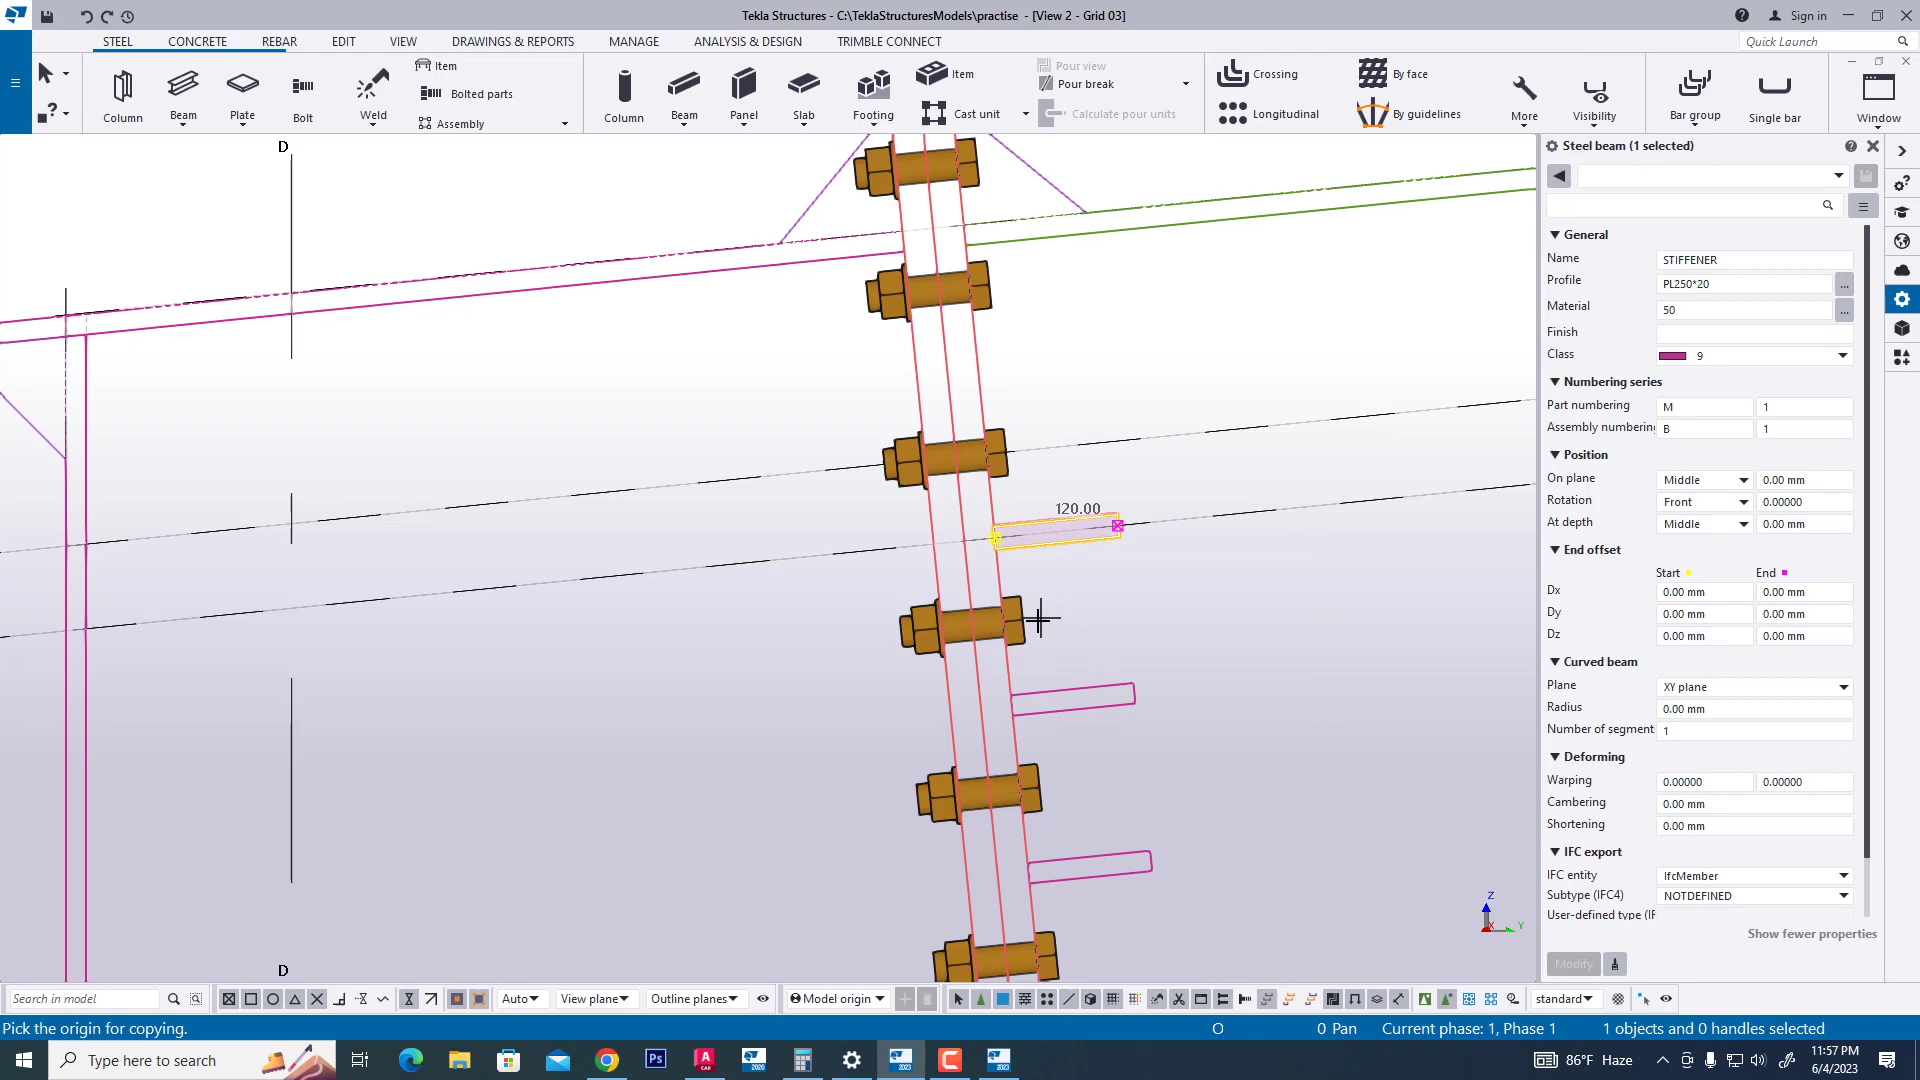 Tekla Structures - C:\TeklaStructuresModels\practise - [View 2 - Grid 03]
Sign in
STEEL CONCRETE REBAR EDIT VIEW DRAWINGS & REPORTS MANAGE ANALYSIS & DESIGN TRIMBLE CONNECT
Quick Launch
Column Beam Plate Bolt Weld
Item
Bolted parts
Assembly
Column Beam Panel Slab Footing
Item
Cast unit
Pour view
Pour break
Calculate pour units
Crossing
Longitudinal
By face
By guidelines
More Visibility
Bar group Single bar
Window
D
120.00
D
Z
X
Y
Steel beam (1 selected)
General
Name STIFFENER
Profile PL250*20 ...
Material 50 ...
Finish
Class 9
Numbering series
Part numbering M 1
Assembly numbering B 1
Position
On plane Middle 0.00 mm
Rotation Front 0.00000
At depth Middle 0.00 mm
End offset
Start End
Dx 0.00 mm 0.00 mm
Dy 0.00 mm 0.00 mm
Dz 0.00 mm 0.00 mm
Curved beam
Plane XY plane
Radius 0.00 mm
Number of segment 1
Deforming
Warping 0.00000 0.00000
Cambering 0.00 mm
Shortening 0.00 mm
IFC export
IFC entity IfcMember
Subtype (IFC4) NOTDEFINED
User-defined type (IF
Show fewer properties
Modify
Search in model
Auto View plane Outline planes Model origin standard
Pick the origin for copying.
O 0 Pan Current phase: 1, Phase 1 1 objects and 0 handles selected
Type here to search
Ps
A
CAD
2020
2023
2023
86°F Haze
11:57 PM
6/4/2023